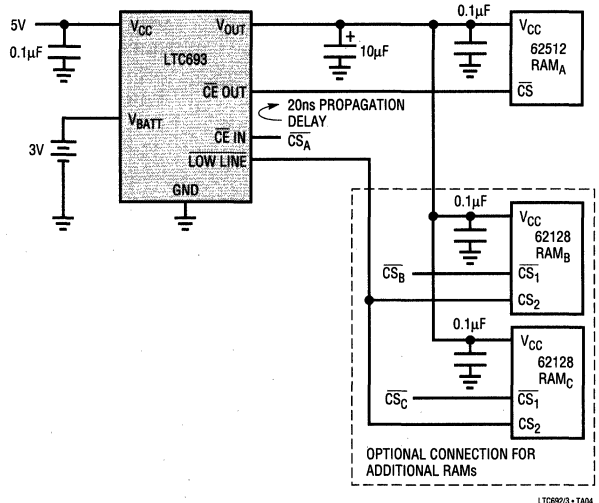 5V
0.1µF
VCC
VOUT
LTC693
CE OUT
VBATT
CE IN
LOW LINE
GND
3V
+
10µF
20ns PROPAGATION
DELAY
CSA
0.1µF
VCC
62512
RAMA
CS
0.1µF
VCC
62128
RAMB
CSB
CS1
CS2
0.1µF
VCC
62128
RAMC
CSC
CS1
CS2
OPTIONAL CONNECTION FOR
ADDITIONAL RAMs
LTC692/3 • TA04